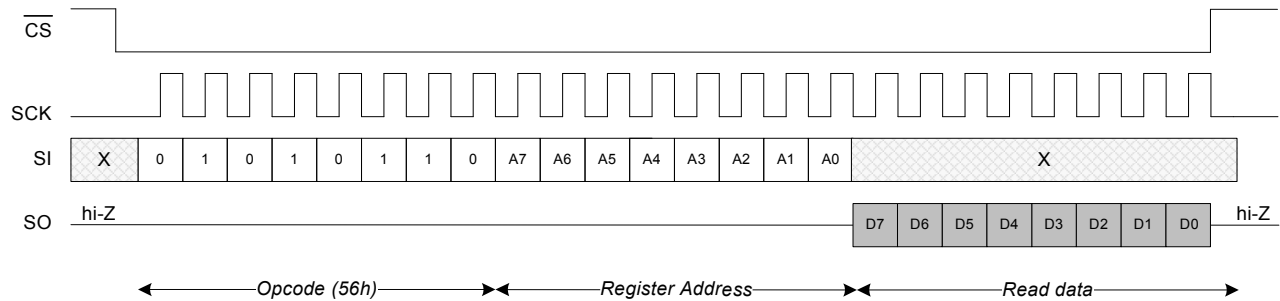 CS
SCK
SI X 0 1 0 1 0 1 1 0 A7 A6 A5 A4 A3 A2 A1 A0 X
SO hi-Z D7 D6 D5 D4 D3 D2 D1 D0 hi-Z
Opcode (56h) Register Address Read data